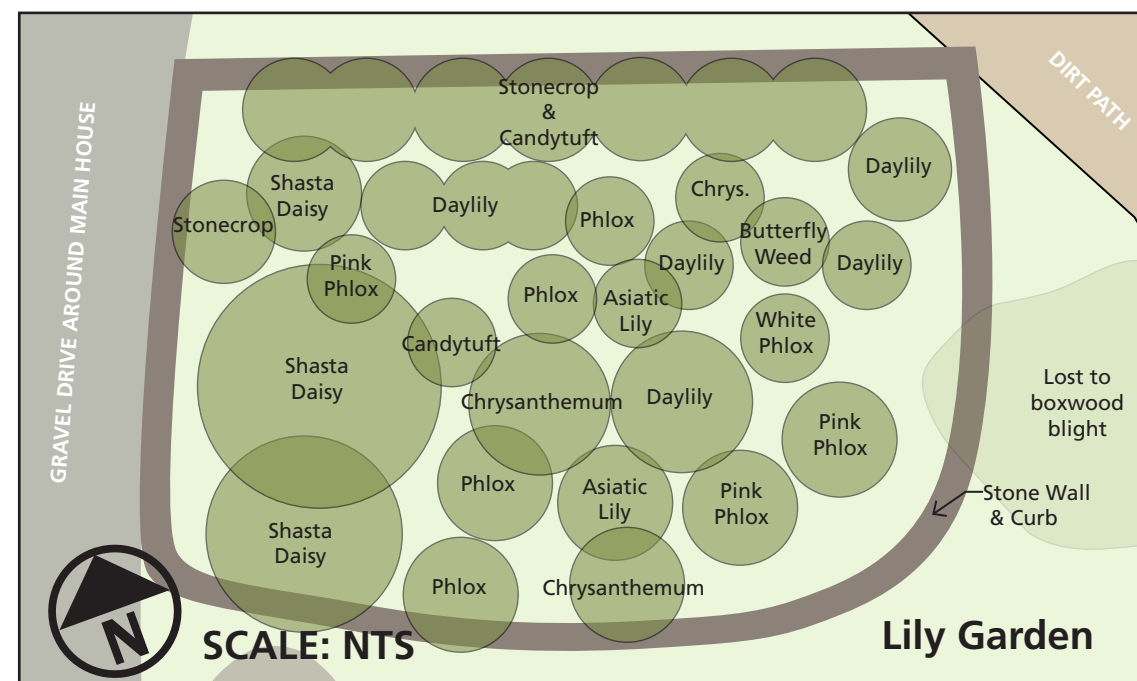 GRAVEL DRIVE AROUND MAIN HOUSE
DIRT PATH
Stonecrop
&
Candytuft
Daylily
Shasta
Daisy
Stonecrop
Daylily
Phlox
Chrys.
Butterfly
Weed
Daylily
Daylily
Pink
Phlox
Phlox
Asiatic
Lily
White
Phlox
Candytuft
Shasta
Daisy
Chrysanthemum
Daylily
Pink
Phlox
Lost to
boxwood
blight
Phlox
Asiatic
Lily
Pink
Phlox
Stone Wall
& Curb
Shasta
Daisy
Phlox
Chrysanthemum
N
SCALE: NTS
Lily Garden